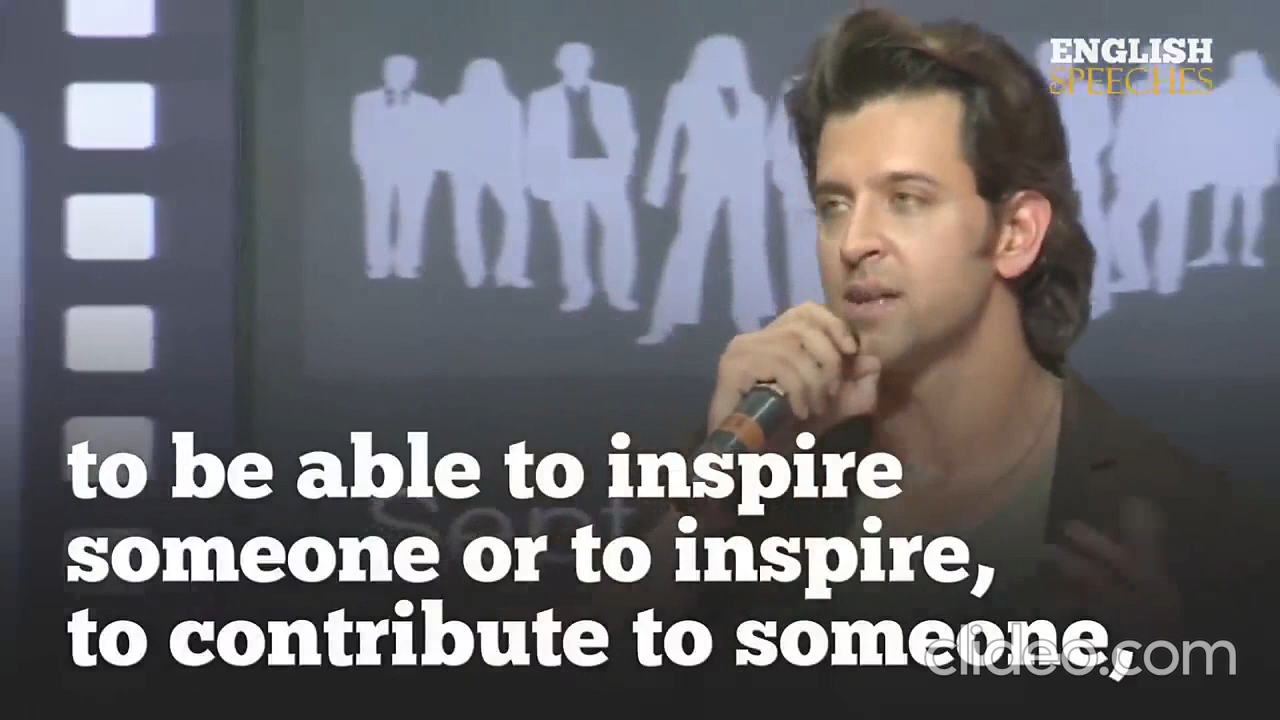 ENGLISH
SPEECHES
to be able to inspire
someone or to inspire,
to contribute to someone,
clideo.com